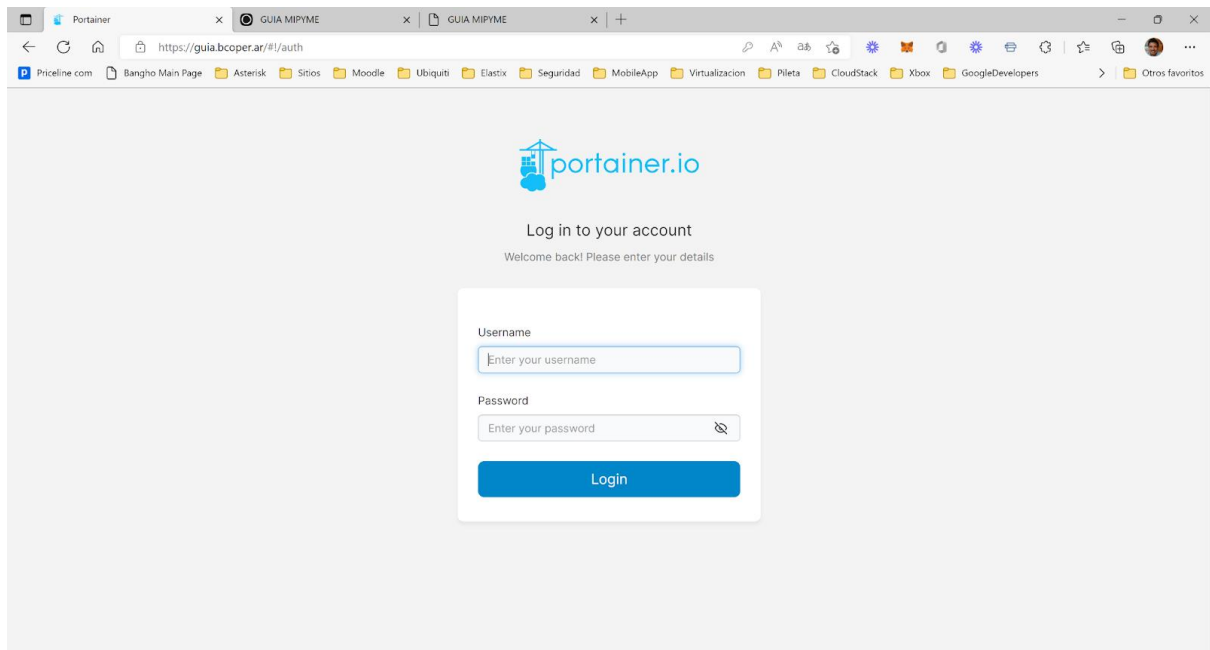 Portainer
GUIA MIPYME
GUIA MIPYME
https://guia.bcoper.ar/#!/auth
Priceline com Bangho Main Page Asterisk Sitios Moodle Ubiquiti Elastix Seguridad MobileApp Virtualizacion Pileta CloudStack Xbox GoogleDevelopers Otros favoritos
portainer.io
Log in to your account
Welcome back! Please enter your details
Username
Enter your username
Password
Enter your password
Login